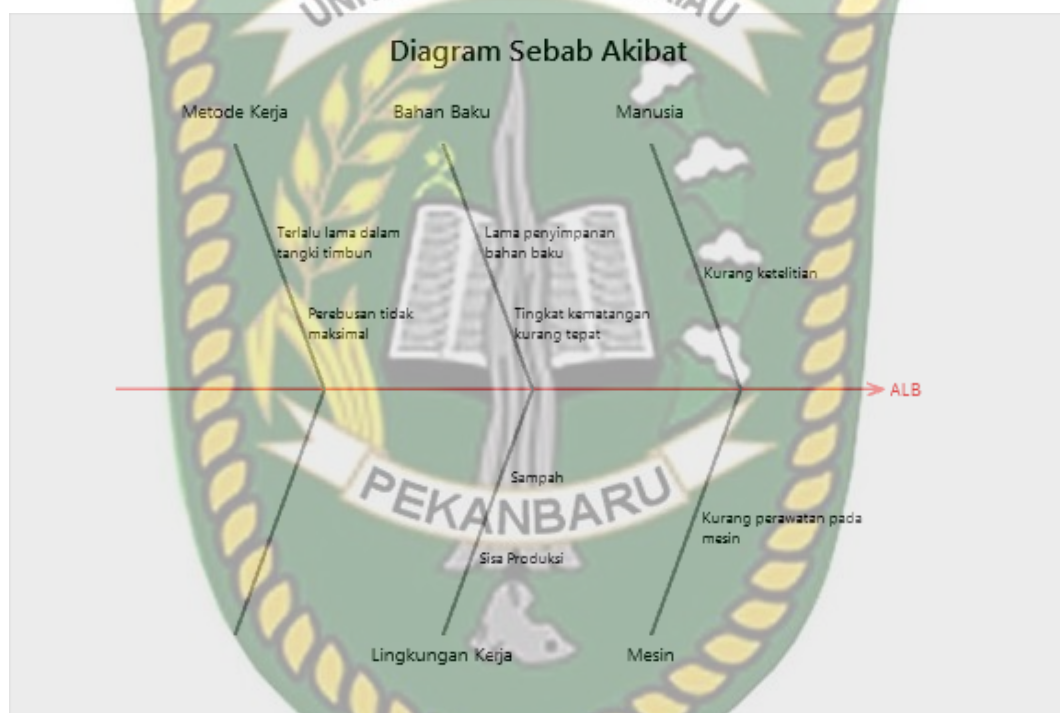 Diagram Sebab Akibat
Metode Kerja
Bahan Baku
Manusia
Terlalu lama dalam
tangki timbun
Lama penyimpanan
bahan baku
Kurang ketelitian
Perebusan tidak
maksimal
Tingkat kematangan
kurang tepat
ALB
Sampah
PEKANBARU
Kurang perawatan pada
mesin
Sisa Produksi
Lingkungan Kerja
Mesin